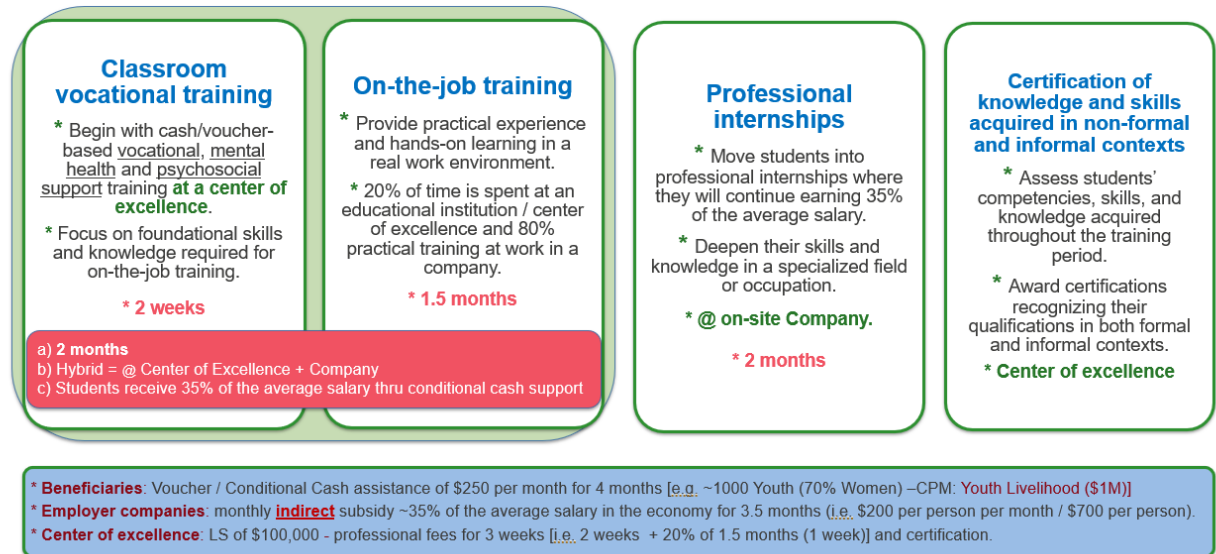 Classroom
vocational training
* Begin with cash/voucher-
based vocational, mental
health and psychosocial
support training at a center of
excellence.
* Focus on foundational skills
and knowledge required for
on-the-job training.
* 2 weeks
On-the-job training
* Provide practical experience
and hands-on learning in a
real work environment.
* 20% of time is spent at an
educational institution / center
of excellence and 80%
practical training at work in a
company.
* 1.5 months
a) 2 months
b) Hybrid = @ Center of Excellence + Company
c) Students receive 35% of the average salary thru conditional cash support
Professional
internships
* Move students into
professional internships where
they will continue earning 35%
of the average salary.
* Deepen their skills and
knowledge in a specialized field
or occupation.
* @ on-site Company.
* 2 months
Certification of
knowledge and skills
acquired in non-formal
and informal contexts
* Assess students'
competencies, skills, and
knowledge acquired
throughout the training
period.
* Award certifications
recognizing their
qualifications in both formal
and informal contexts.
* Center of excellence
* Beneficiaries: Voucher / Conditional Cash assistance of $250 per month for 4 months [e.g. ~1000 Youth (70% Women) –CPM: Youth Livelihood ($1M)]
* Employer companies: monthly indirect subsidy ~35% of the average salary in the economy for 3.5 months (i.e. $200 per person per month / $700 per person).
* Center of excellence: LS of $100,000 - professional fees for 3 weeks [i.e. 2 weeks + 20% of 1.5 months (1 week)] and certification.